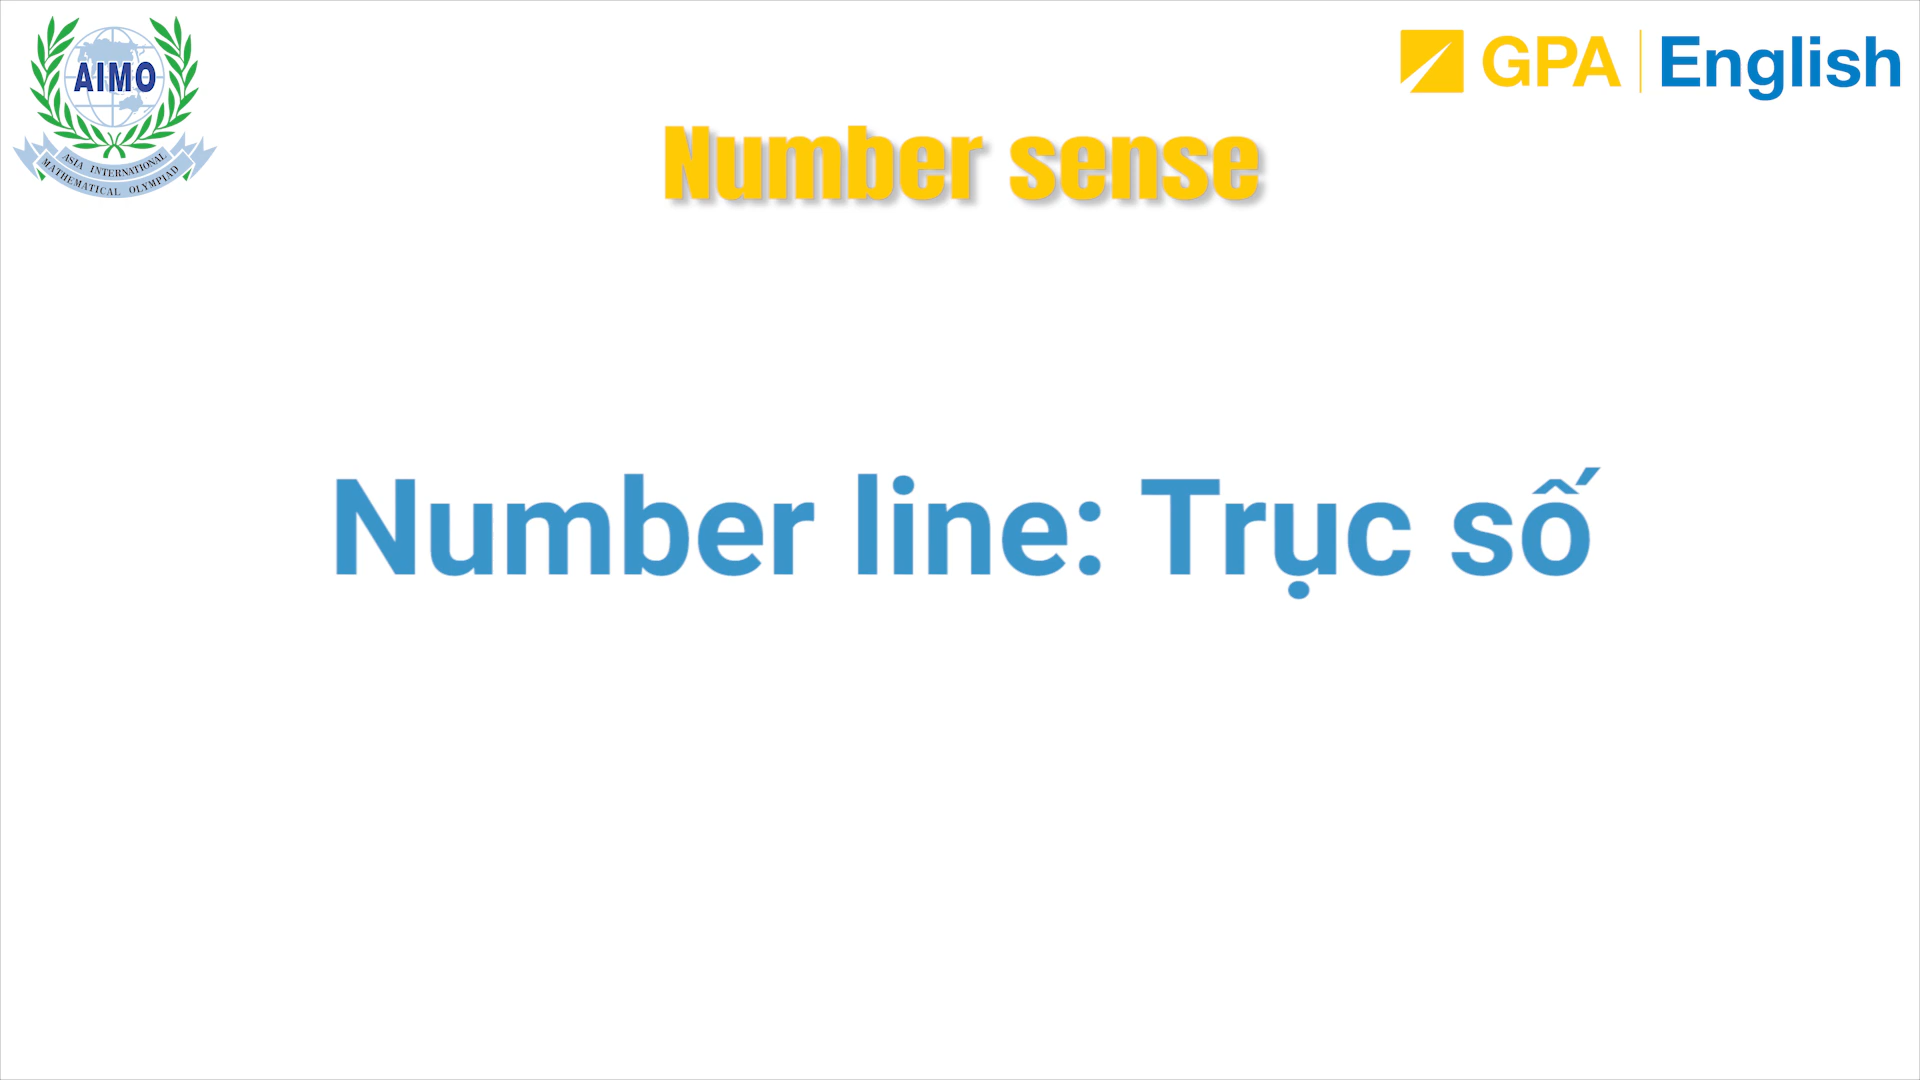 AIMO
ASIA INTERNATIONAL
MATHEMATICAL OLYMPIAD
GPA English
Number sense
Number line: Trục số